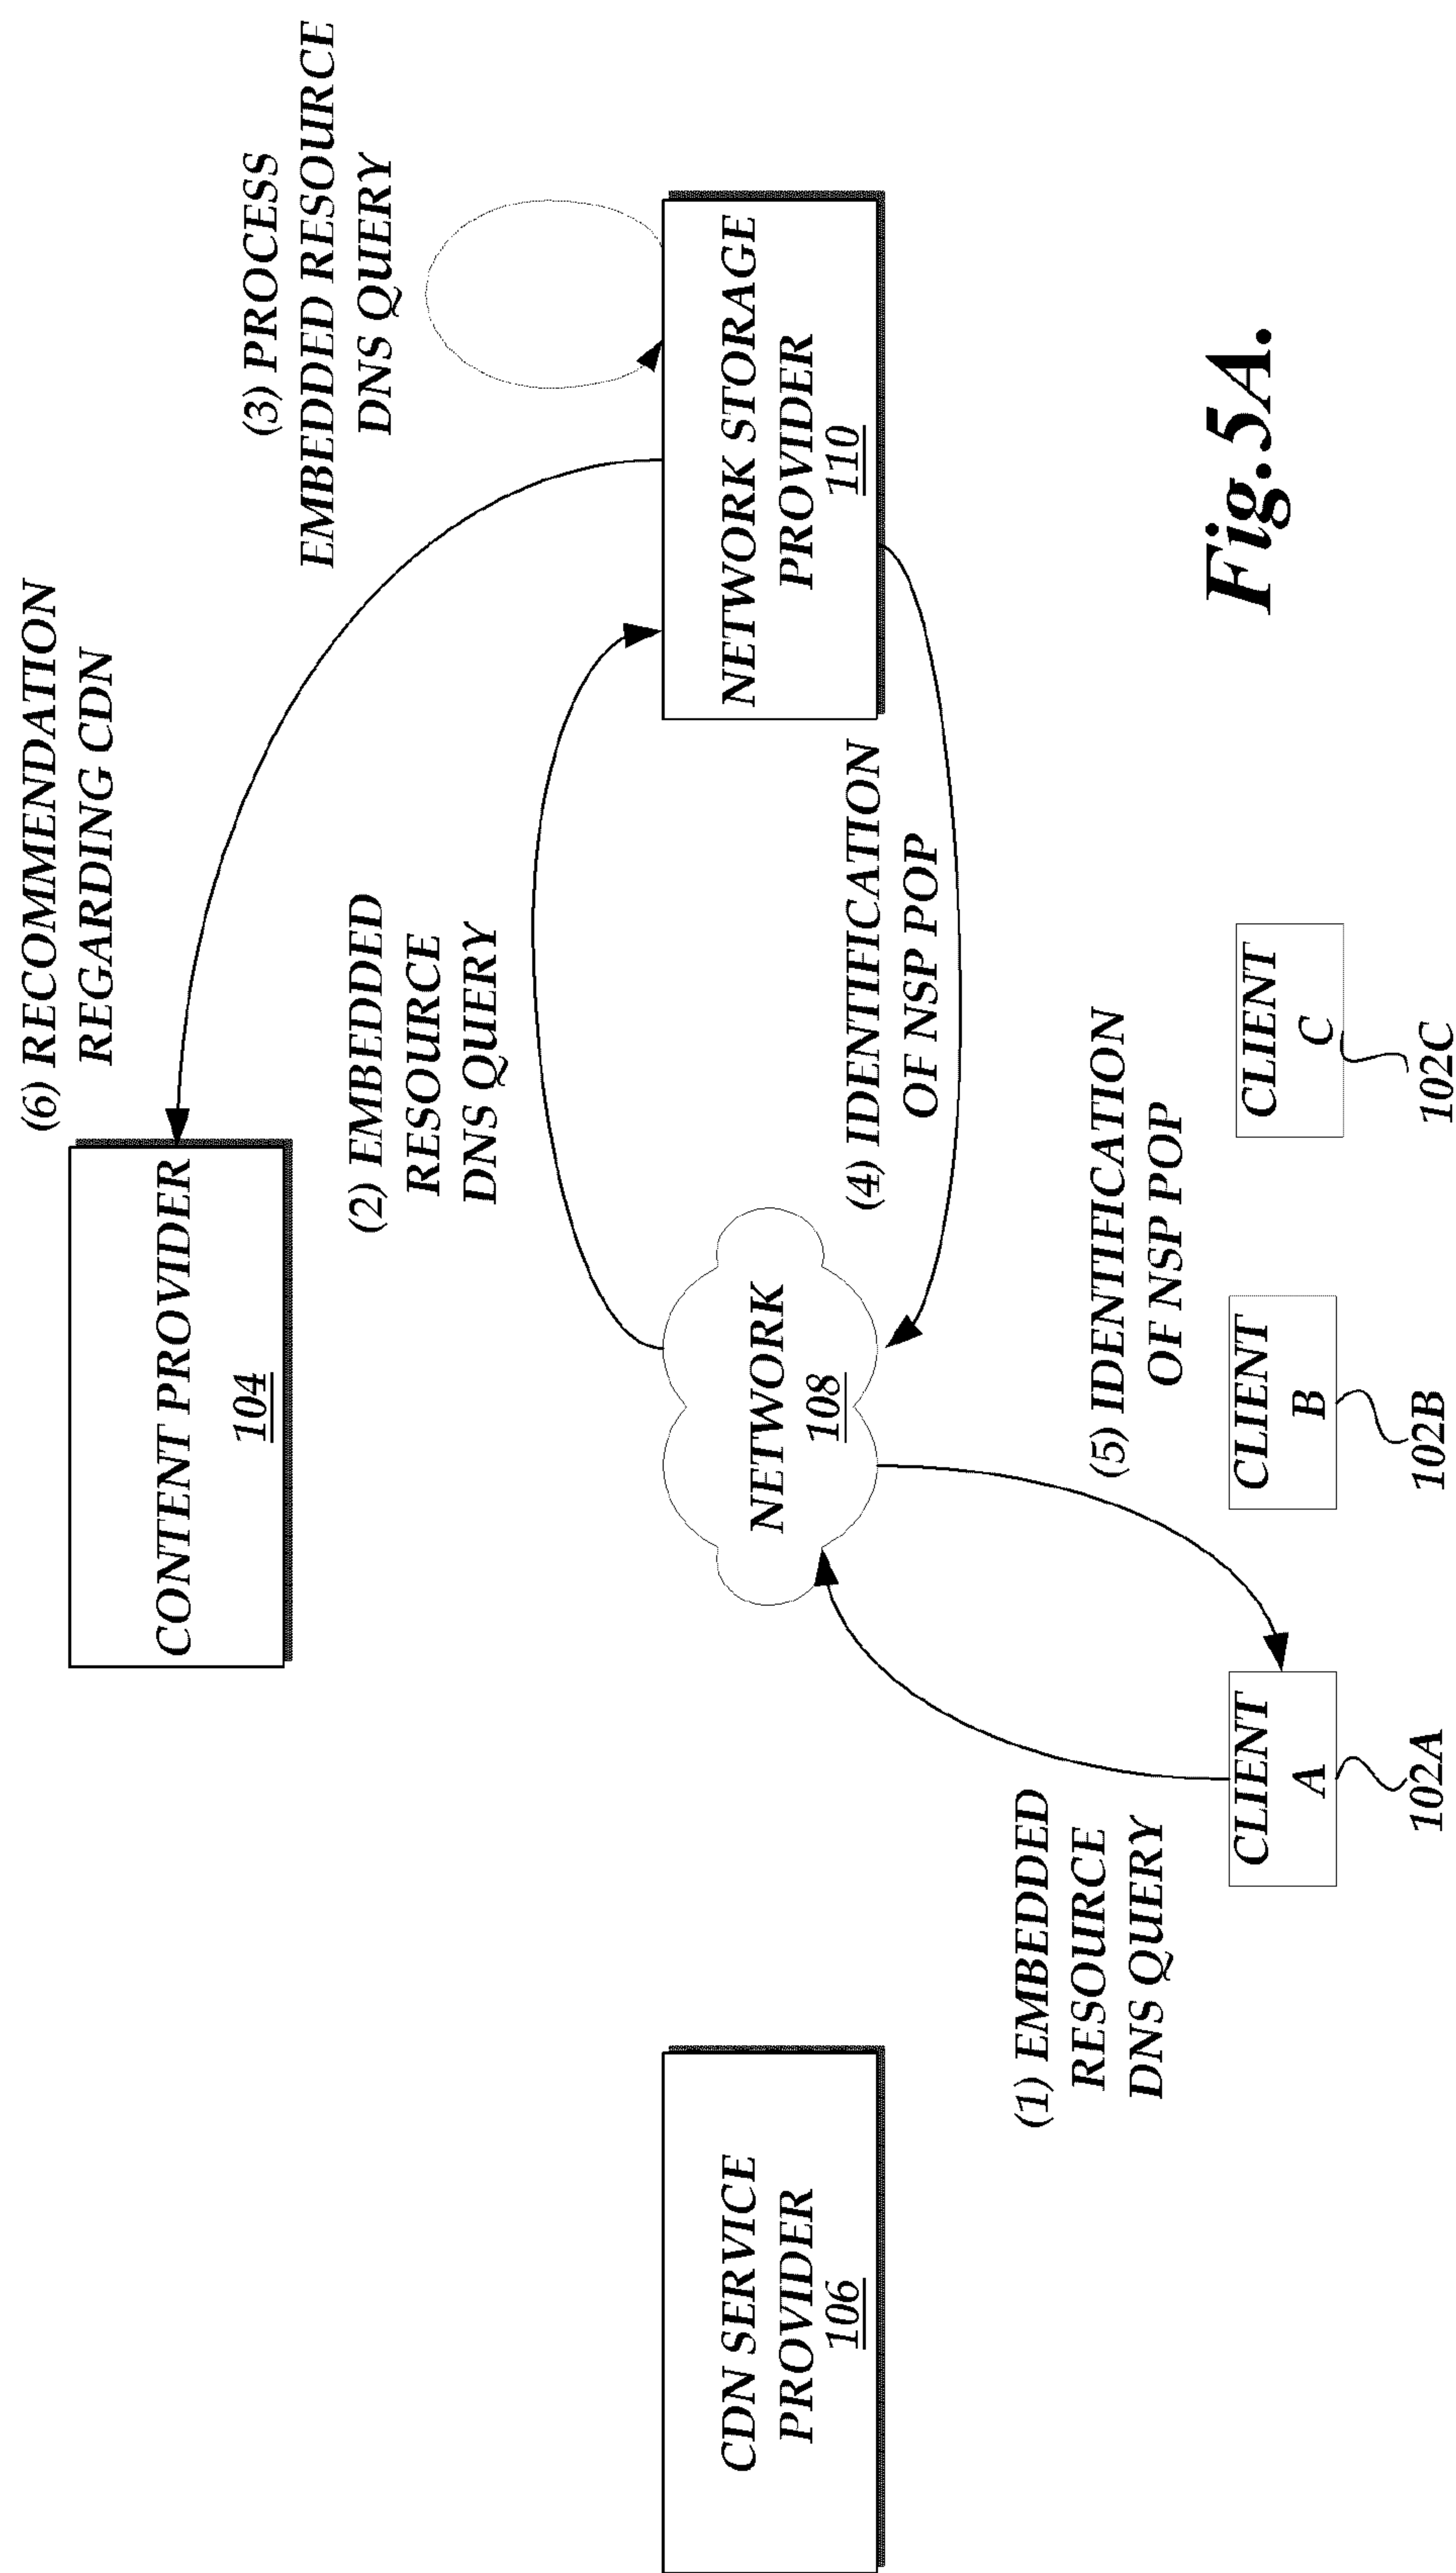 (6) RECOMMENDATION
REGARDING CDN
CONTENT PROVIDER
104
(3) PROCESS
EMBEDDED RESOURCE
DNS QUERY
(2) EMBEDDED
RESOURCE
DNS QUERY
CDN SERVICE
PROVIDER
106
NETWORK
108
NETWORK STORAGE
PROVIDER
110
(4) IDENTIFICATION
OF NSP POP
(1) EMBEDDED
RESOURCE
DNS QUERY
(5) IDENTIFICATION
OF NSP POP
CLIENT
A
102A
CLIENT
B
102B
CLIENT
C
102C
Fig.5A.